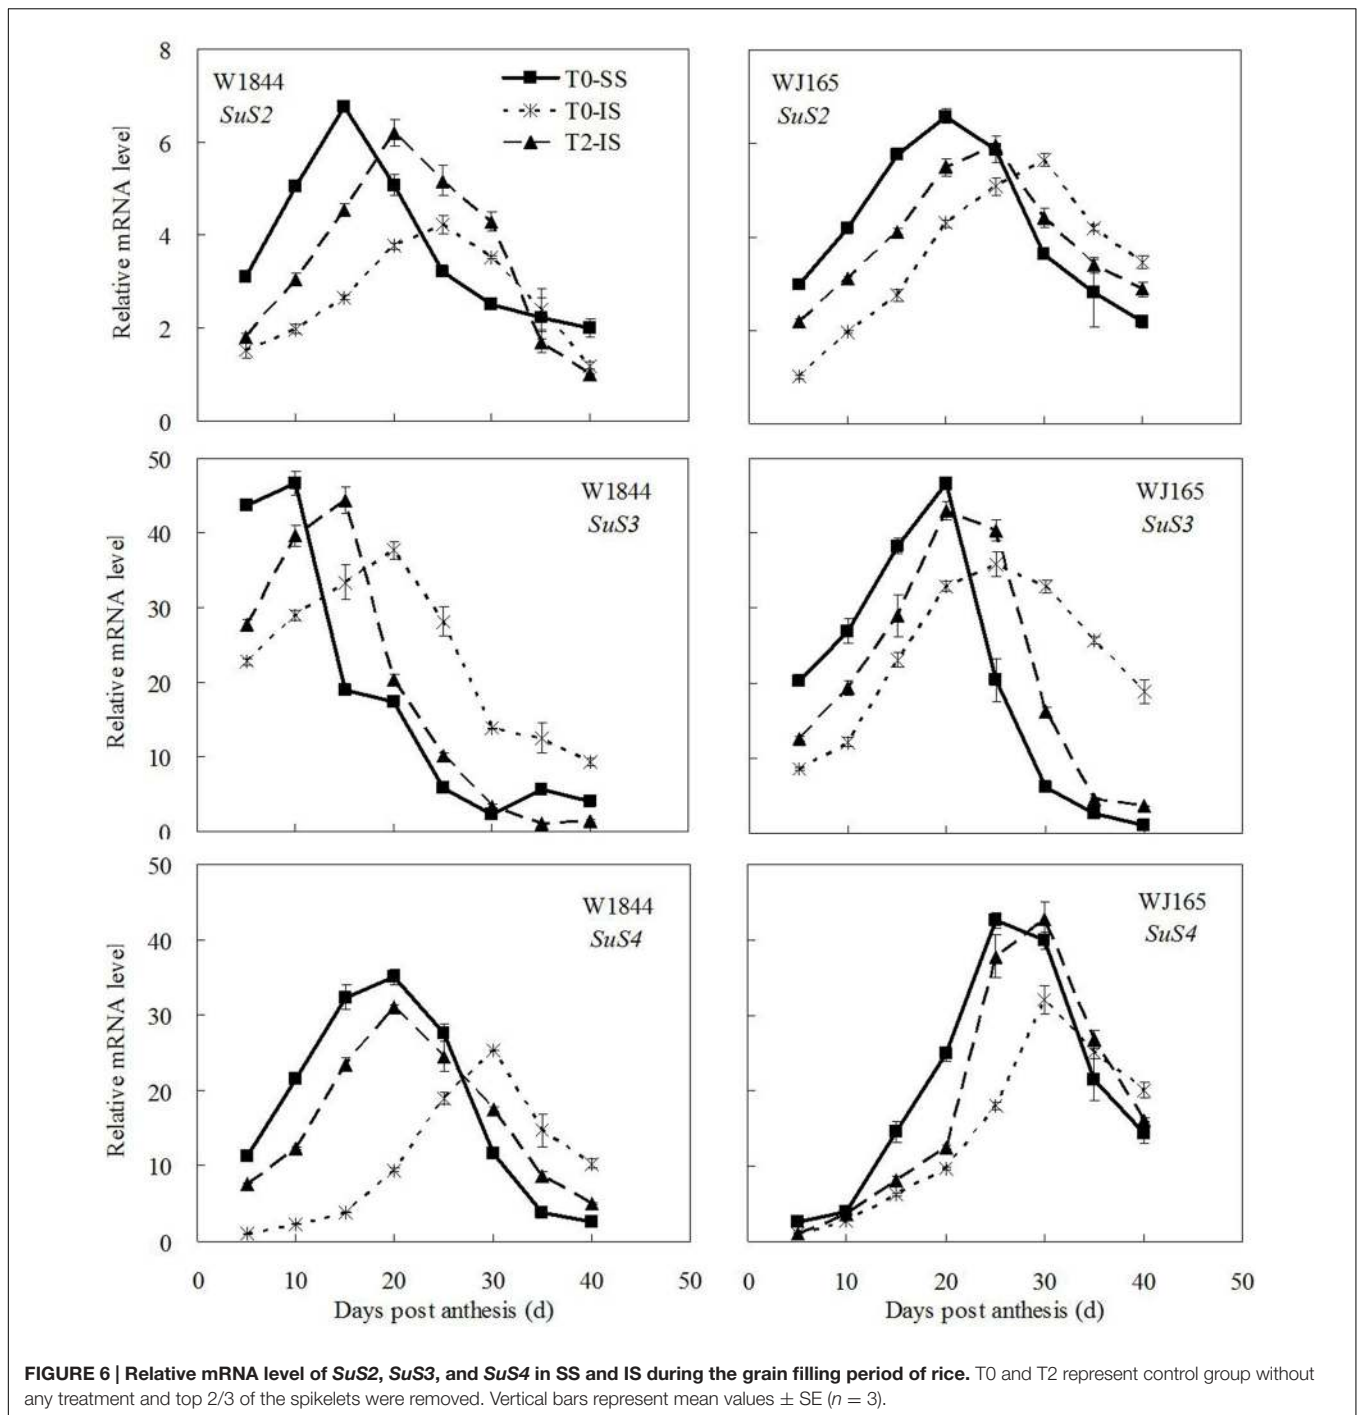 8
W1844
SuS2
T0-SS
T0-IS
T2-IS
6
4
2
0
Relative mRNA level
WJ165
SuS2
50
W1844
SuS3
40
30
20
10
0
Relative mRNA level
WJ165
SuS3
50
W1844
SuS4
40
30
20
10
0
Relative mRNA level
0 10 20 30 40 50
Days post anthesis (d)
WJ165
SuS4
0 10 20 30 40 50
Days post anthesis (d)
FIGURE 6 | Relative mRNA level of SuS2, SuS3, and SuS4 in SS and IS during the grain filling period of rice. T0 and T2 represent control group without
any treatment and top 2/3 of the spikelets were removed. Vertical bars represent mean values ± SE (n = 3).